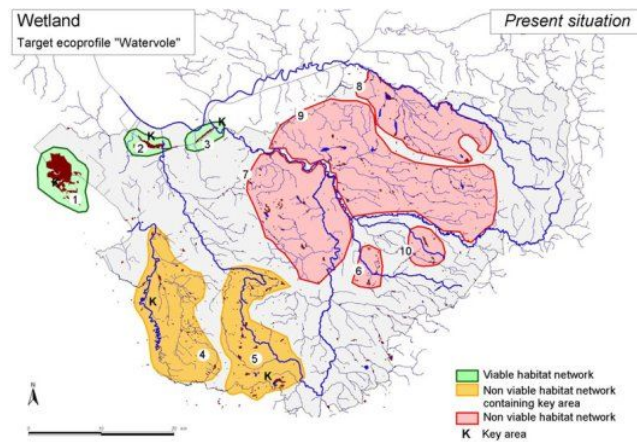 Wetland
Target ecoprofile "Watervole"
Present situation
8
9
K
K
2
3
7
1
10
6
K
4
5
K
N
Viable habitat network
Non viable habitat network
containing key area
Non viable habitat network
K Key area